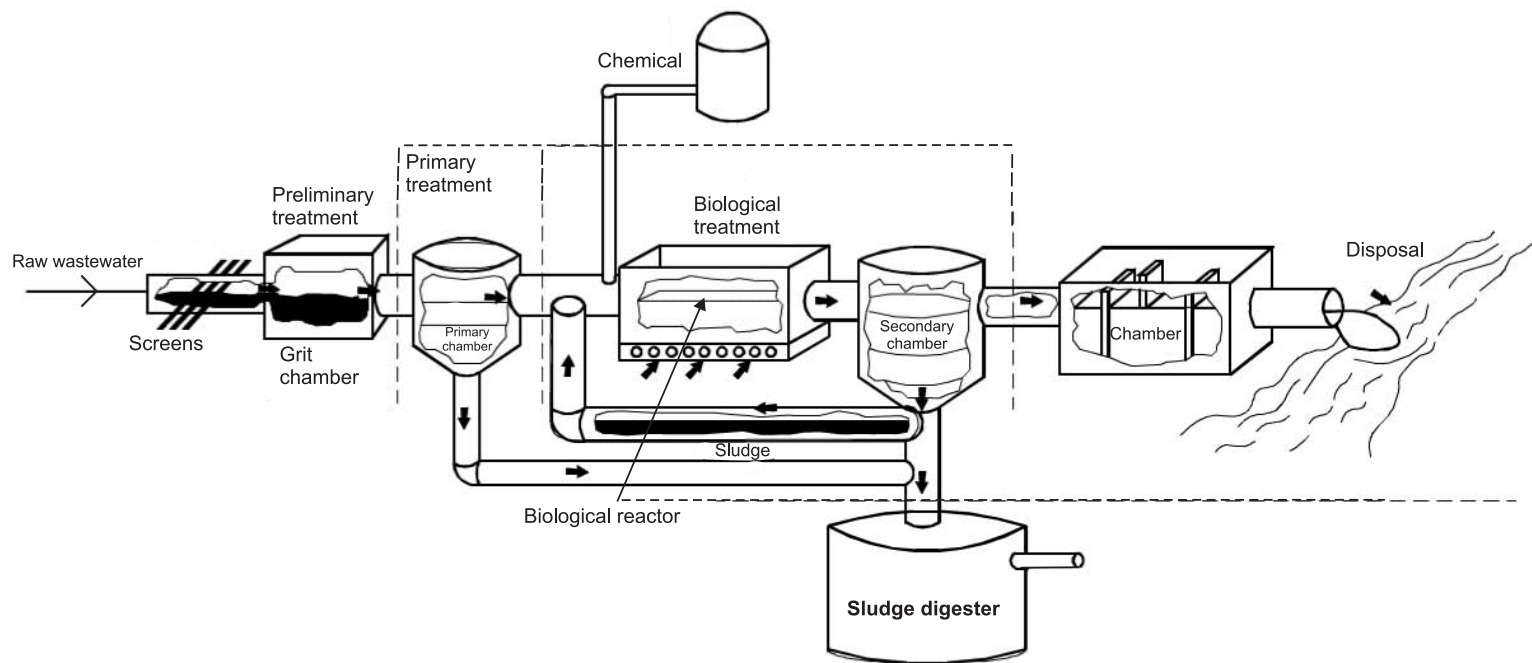 Chemical
Primary
treatment
Preliminary
treatment
Biological
treatment
Raw wastewater
Disposal
Screens
Grit
chamber
Primary
chamber
Secondary
chamber
Chamber
Sludge
Biological reactor
Sludge digester